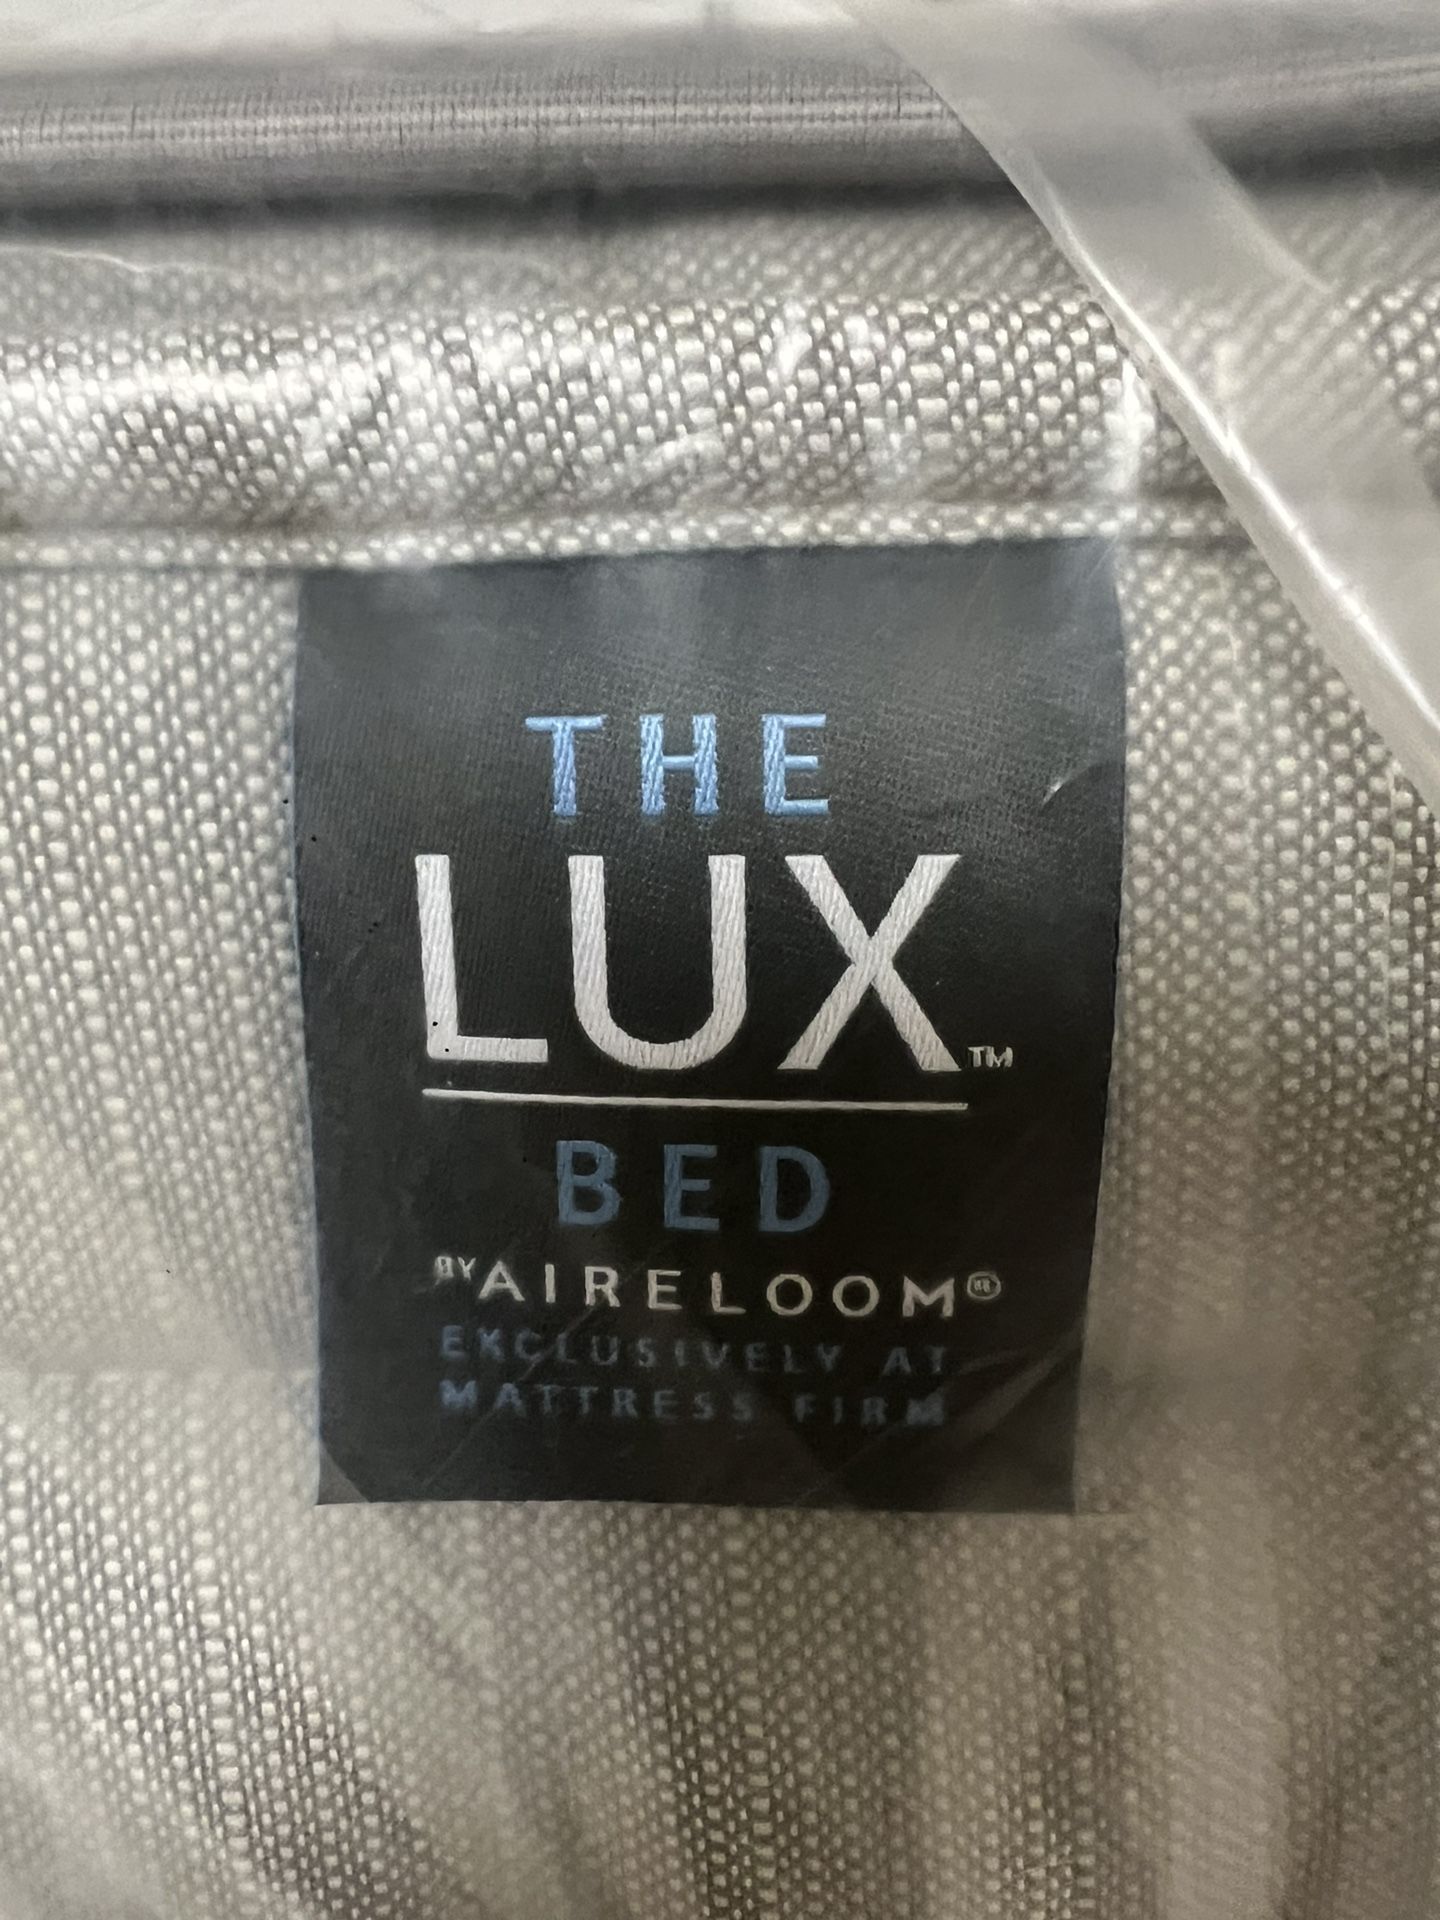 THE
LUX™
BED
BY AIRELOOM®
EXCLUSIVELY AT
MATTRESS FIRM